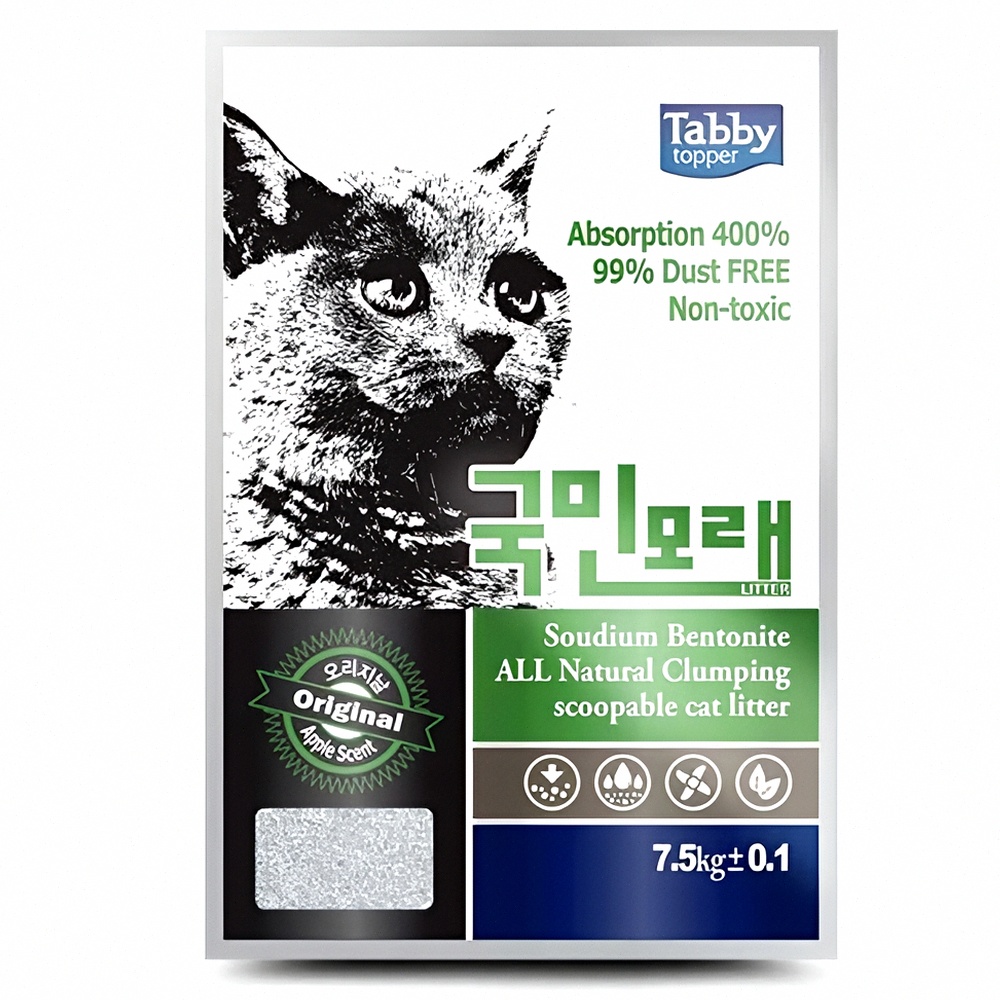 Tabby
topper
Absorption 400%
99% Dust FREE
Non-toxic
국민모래
LITTER
오리지널
Original
Apple Scent
Soudium Bentonite
ALL Natural Clumping
scoopable cat litter
7.5kg±0.1